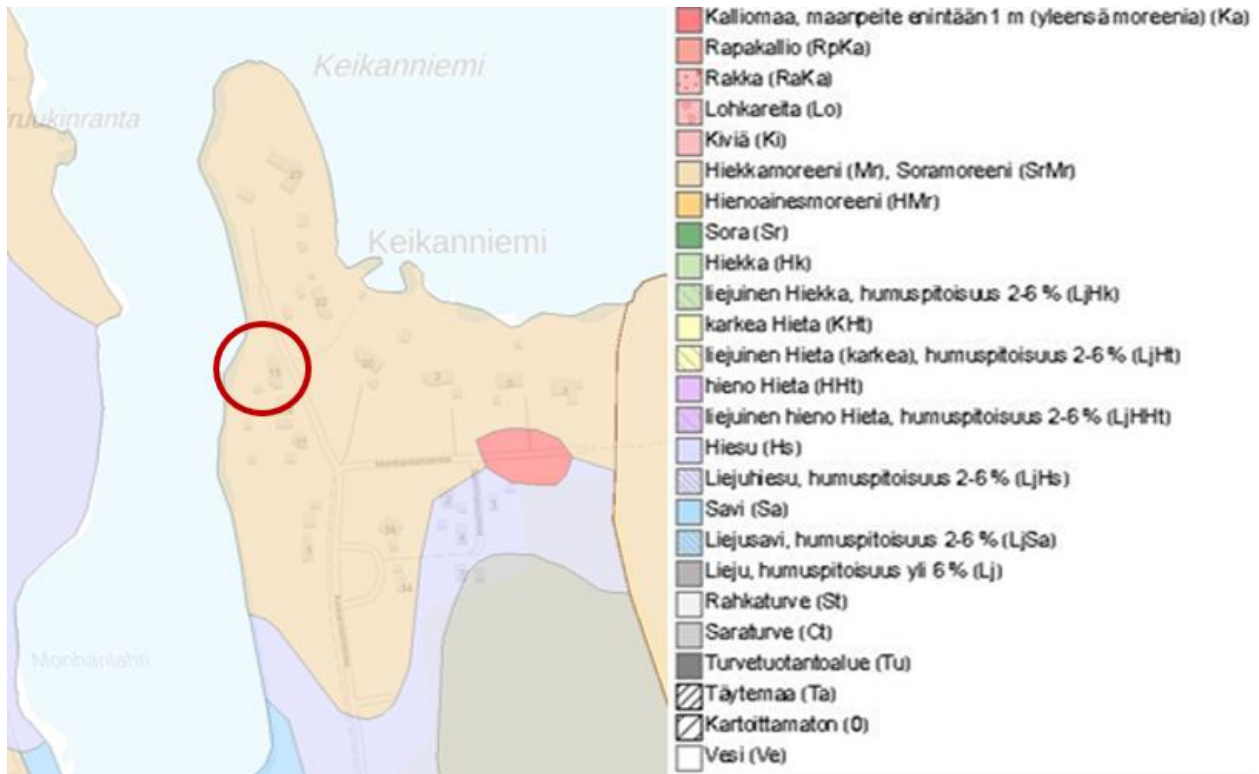 Keikanniemi
ruukinranta
Keikanniemi
Monhanlahti
Kalliomaa, maanpeite enintään 1 m (yleensä moreenia) (Ka)
Rapakallio (RpKa)
Rakka (RaKa)
Lohkareita (Lo)
Kiviä (Ki)
Hiekkamoreeni (Mr), Soramoreeni (SrMr)
Hienoainesmoreeni (HMr)
Sora (Sr)
Hiekka (Hk)
liejuinen Hiekka, humuspitoisuus 2-6 % (LjHk)
karkea Hieta (KHt)
liejuinen Hieta (karkea), humuspitoisuus 2-6 % (LjHt)
hieno Hieta (HHt)
liejuinen hieno Hieta, humuspitoisuus 2-6 % (LjHHt)
Hiesu (Hs)
Liejuhiesu, humuspitoisuus 2-6 % (LjHs)
Savi (Sa)
Liejusavi, humuspitoisuus 2-6 % (LjSa)
Lieju, humuspitoisuus yli 6 % (Lj)
Rahkaturve (St)
Saraturve (Ct)
Turvetuotantoalue (Tu)
Täytemaa (Ta)
Kartoittamaton (0)
Vesi (Ve)